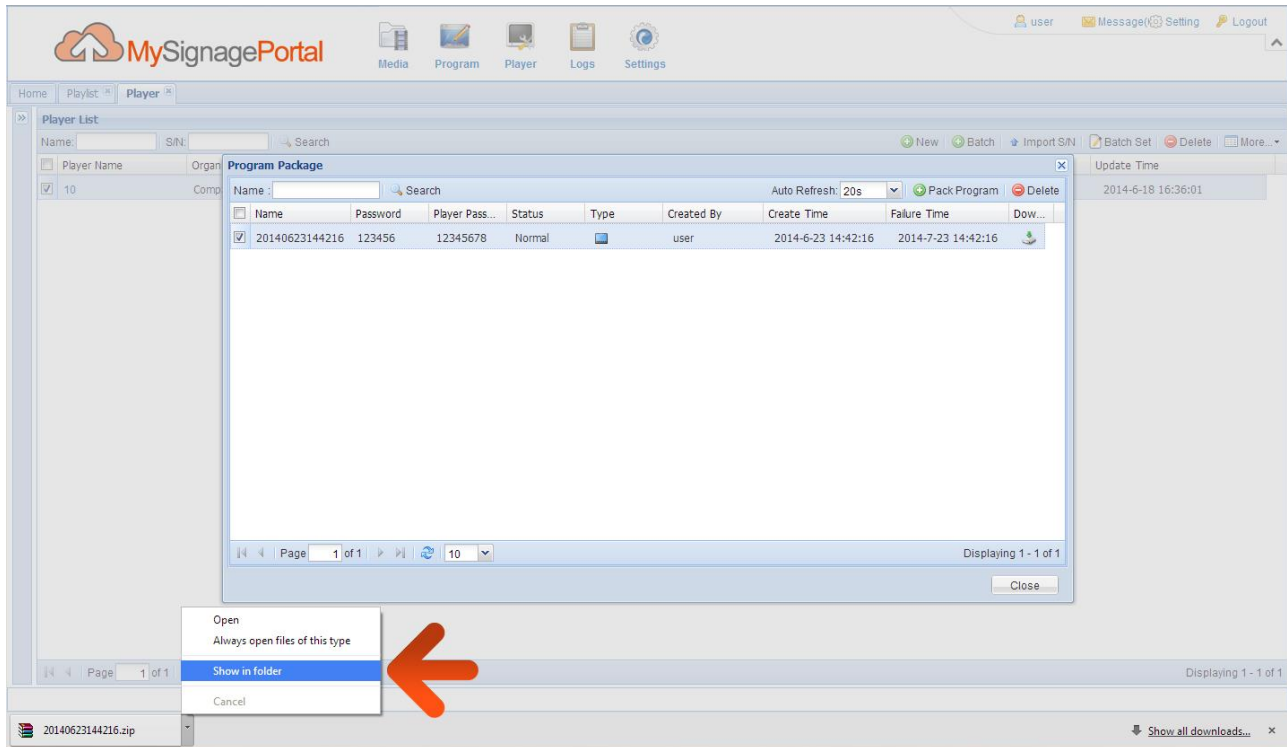 user Message( Setting Logout
MySignagePortal
Media Program Player Logs Settings
Home Playlist Player
Player List
Name: S/N: Search New Batch Import S/N Batch Set Delete More...
Player Name Organ Update Time
10 Comp 2014-6-18 16:36:01
Program Package
Name : Search Auto Refresh: 20s Pack Program Delete
Name Password Player Pass... Status Type Created By Create Time Failure Time Dow...
20140623144216 123456 12345678 Normal user 2014-6-23 14:42:16 2014-7-23 14:42:16
Page 1 of 1 10 Displaying 1 - 1 of 1
Close
Open
Always open files of this type
Show in folder
Cancel
Page 1 of 1 Displaying 1 - 1 of 1
20140623144216.zip Show all downloads...